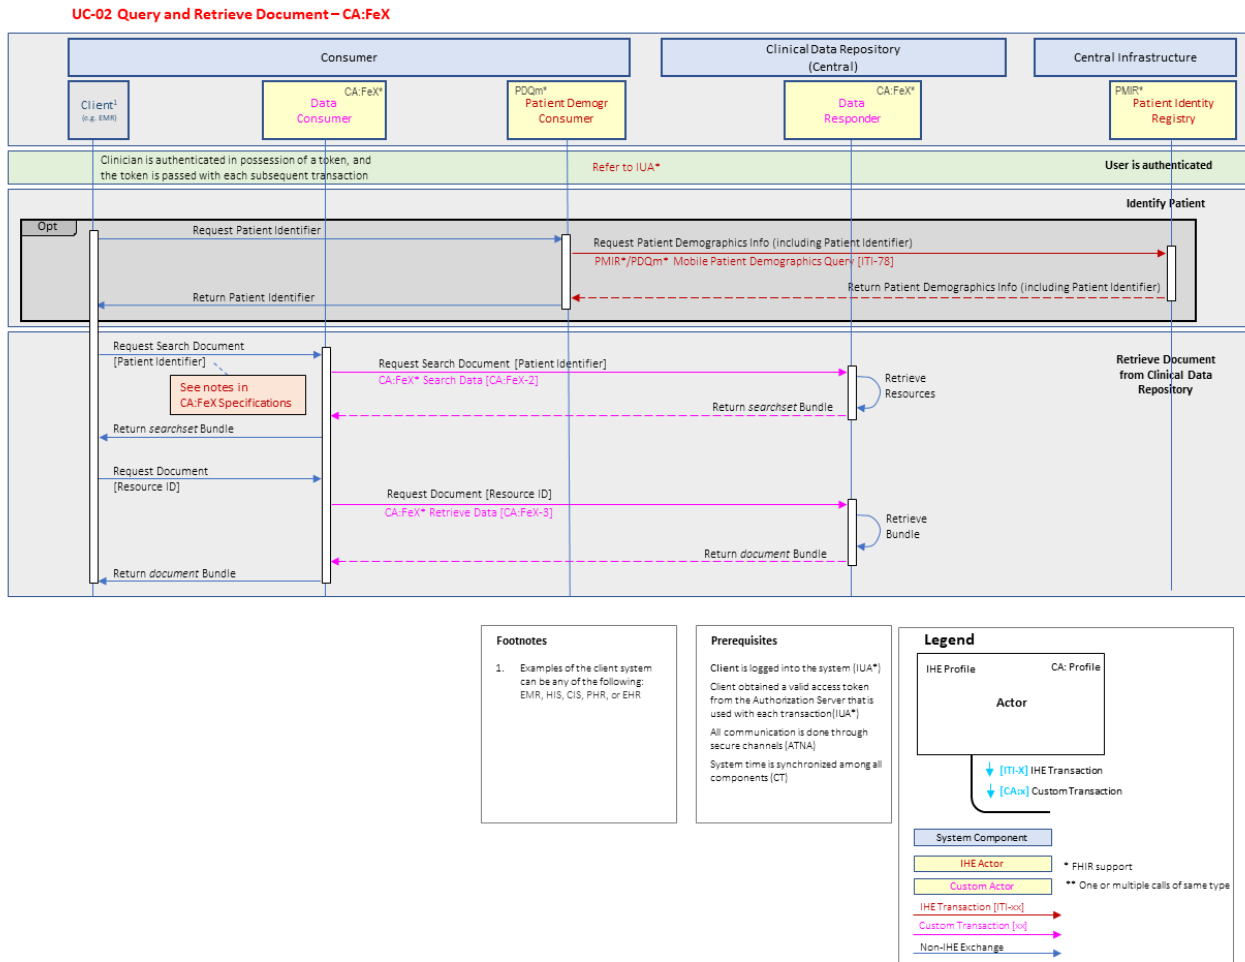 UC-02 Query and Retrieve Document – CA:FeX
Consumer
Clinical Data Repository
(Central)
Central Infrastructure
Client¹
(e.g. EMR)
CA:FeX*
Data
Consumer
PDQm*
Patient Demogr
Consumer
CA:FeX*
Data
Responder
PMIR*
Patient Identity
Registry
Clinician is authenticated in possession of a token, and
the token is passed with each subsequent transaction
Refer to IUA*
User is authenticated
Identify Patient
Opt
Request Patient Identifier
Request Patient Demographics Info (including Patient Identifier)
PMIR*/PDQm* Mobile Patient Demographics Query [ITI-78]
Return Patient Demographics Info (including Patient Identifier)
Return Patient Identifier
Request Search Document
[Patient Identifier]
See notes in
CA:FeX Specifications
Request Search Document [Patient Identifier]
CA:FeX* Search Data [CA:FeX-2]
Retrieve
Resources
Retrieve Document
from Clinical Data
Repository
Return searchset Bundle
Return searchset Bundle
Request Document
[Resource ID]
Request Document [Resource ID]
CA:FeX* Retrieve Data [CA:FeX-3]
Retrieve
Bundle
Return document Bundle
Return document Bundle
Footnotes
1. Examples of the client system
can be any of the following:
EMR, HIS, CIS, PHR, or EHR
Prerequisites
Client is logged into the system (IUA*)
Client obtained a valid access token
from the Authorization Server that is
used with each transaction(IUA*)
All communication is done through
secure channels (ATNA)
System time is synchronized among all
components (CT)
Legend
IHE Profile
CA: Profile
Actor
[ITI-X] IHE Transaction
[CA:x] Custom Transaction
System Component
IHE Actor
* FHIR support
Custom Actor
** One or multiple calls of same type
IHE Transaction [ITI-xx]
Custom Transaction [xx]
Non-IHE Exchange